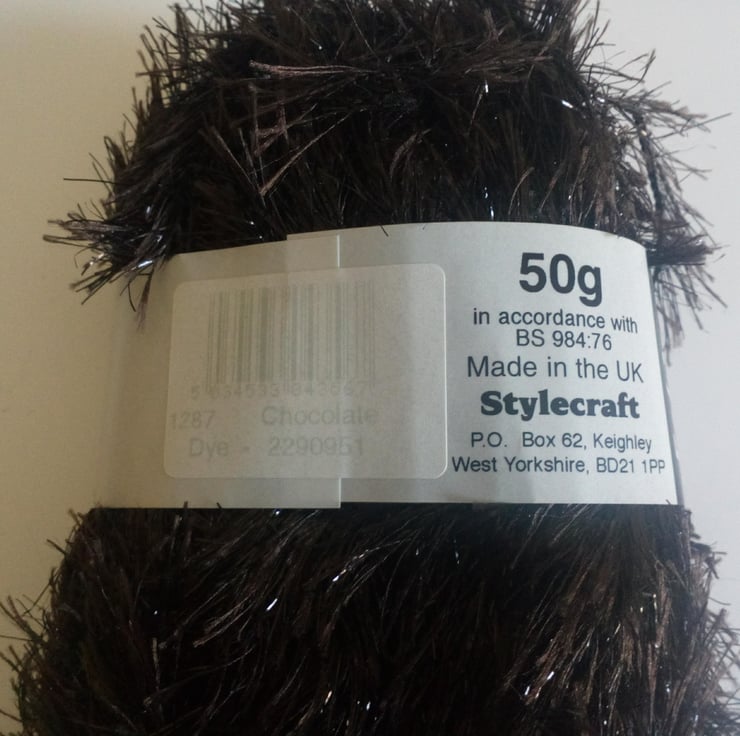 1287 Chocolate
Dye - 2290951
50g
in accordance with
BS 984:76
Made in the UK
Stylecraft
P.O. Box 62, Keighley
West Yorkshire, BD21 1PP